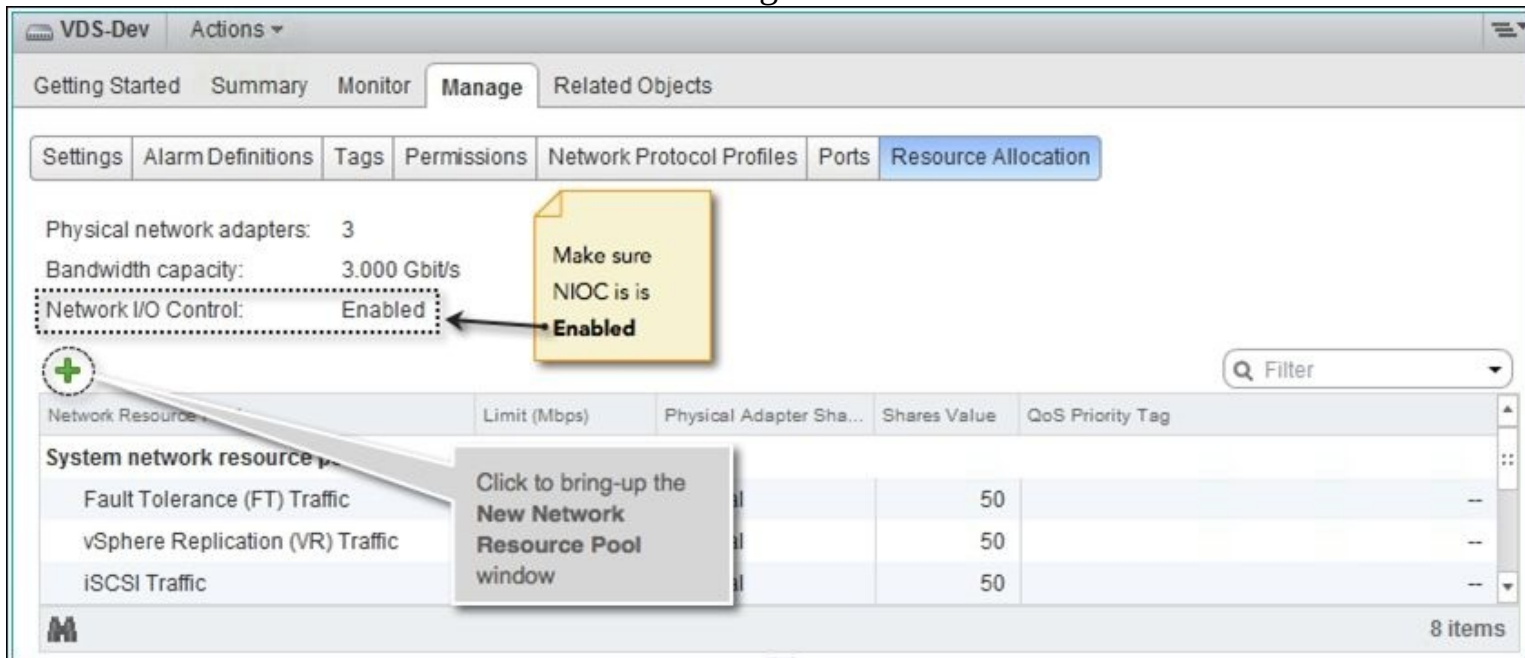 VDS-Dev Actions
Getting Started Summary Monitor Manage Related Objects
Settings Alarm Definitions Tags Permissions Network Protocol Profiles Ports Resource Allocation
Physical network adapters: 3
Bandwidth capacity: 3.000 Gbit/s
Network I/O Control: Enabled
Make sure
NIOC is is
Enabled
Filter
Network Resource Limit (Mbps) Physical Adapter Sha... Shares Value QoS Priority Tag
System network resource
Fault Tolerance (FT) Traffic 50 --
vSphere Replication (VR) Traffic 50 --
iSCSI Traffic 50 --
Click to bring-up the
New Network
Resource Pool
window
8 items